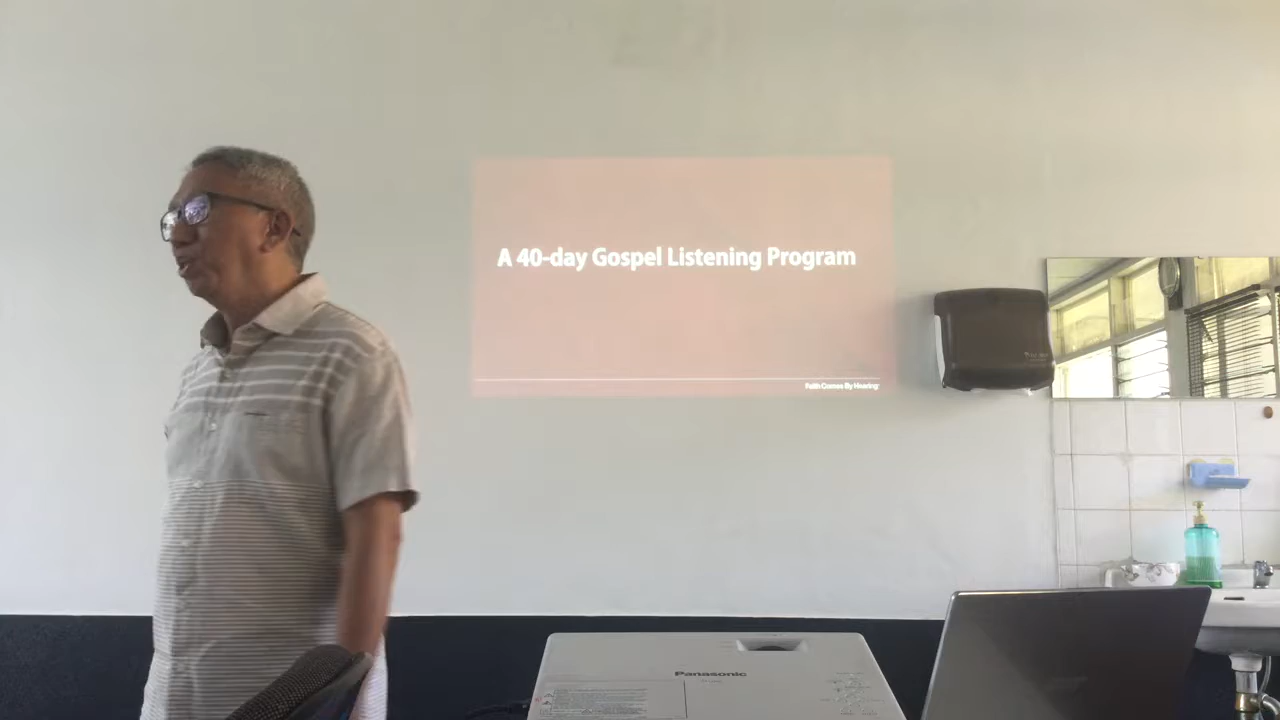 A 40-day Gospel Listening Program
Faith Comes By Hearing
Panasonic